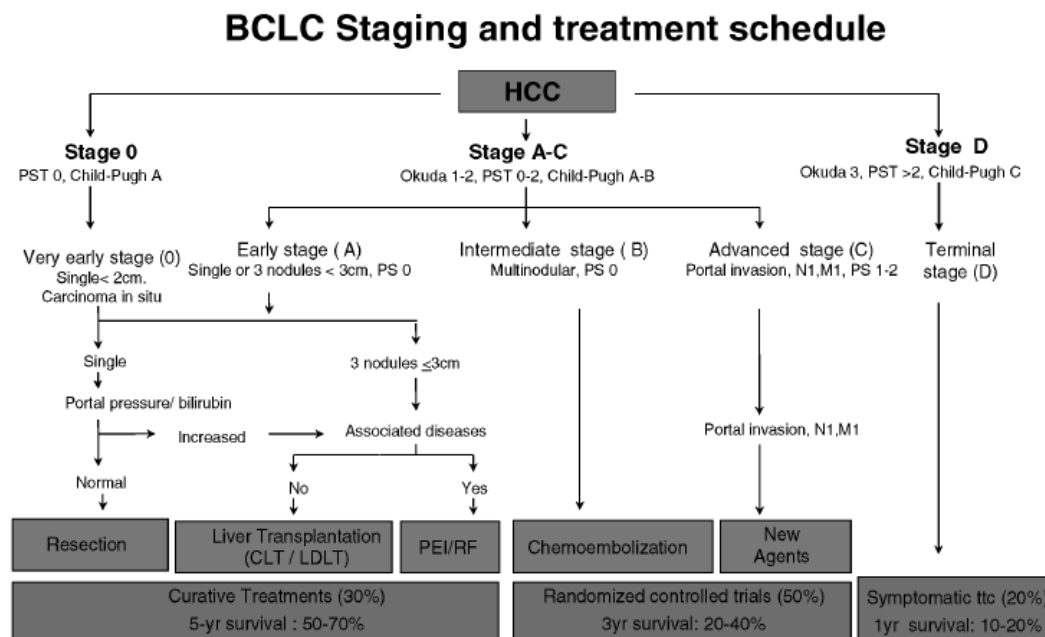 BCLC Staging and treatment schedule
HCC
Stage 0
PST 0, Child-Pugh A
Stage A-C
Okuda 1-2, PST 0-2, Child-Pugh A-B
Stage D
Okuda 3, PST >2, Child-Pugh C
Very early stage (0)
Single< 2cm.
Carcinoma in situ
Early stage ( A)
Single or 3 nodules < 3cm, PS 0
Intermediate stage ( B)
Multinodular, PS 0
Advanced stage (C)
Portal invasion, N1,M1, PS 1-2
Terminal
stage (D)
Single
3 nodules ≤3cm
Portal pressure/ bilirubin
Increased
Associated diseases
Portal invasion, N1,M1
Normal
No
Yes
Resection
Liver Transplantation
(CLT / LDLT)
PEI/RF
Chemoembolization
New
Agents
Curative Treatments (30%)
5-yr survival : 50-70%
Randomized controlled trials (50%)
3yr survival: 20-40%
Symptomatic ttc (20%)
1yr survival: 10-20%